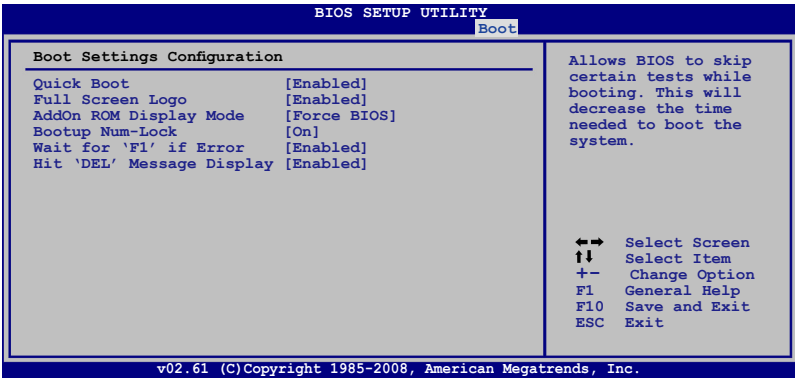 BIOS SETUP UTILITY
Boot
Boot Settings Configuration
Quick Boot [Enabled]
Full Screen Logo [Enabled]
AddOn ROM Display Mode [Force BIOS]
Bootup Num-Lock [On]
Wait for ‘F1’ if Error [Enabled]
Hit ‘DEL’ Message Display [Enabled]
Allows BIOS to skip
certain tests while
booting. This will
decrease the time
needed to boot the
system.
←→ Select Screen
↑↓ Select Item
+- Change Option
F1 General Help
F10 Save and Exit
ESC Exit
v02.61 (C)Copyright 1985-2008, American Megatrends, Inc.